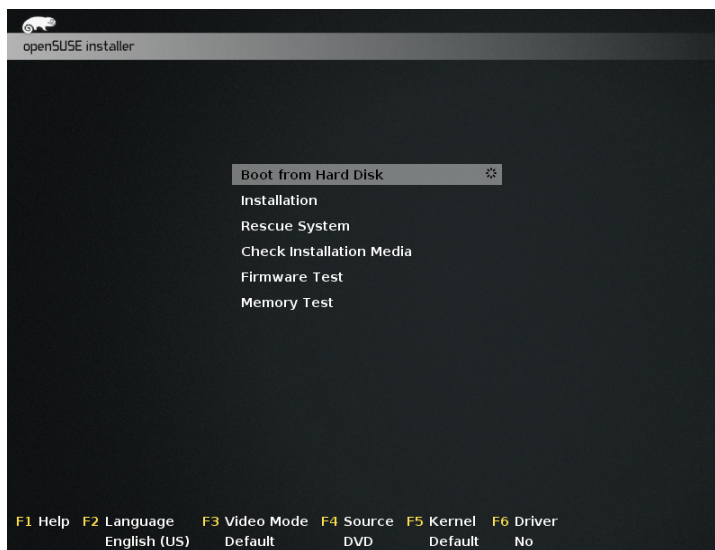 openSUSE installer
Boot from Hard Disk
Installation
Rescue System
Check Installation Media
Firmware Test
Memory Test
F1 Help F2 Language F3 Video Mode F4 Source F5 Kernel F6 Driver
English (US) Default DVD Default No